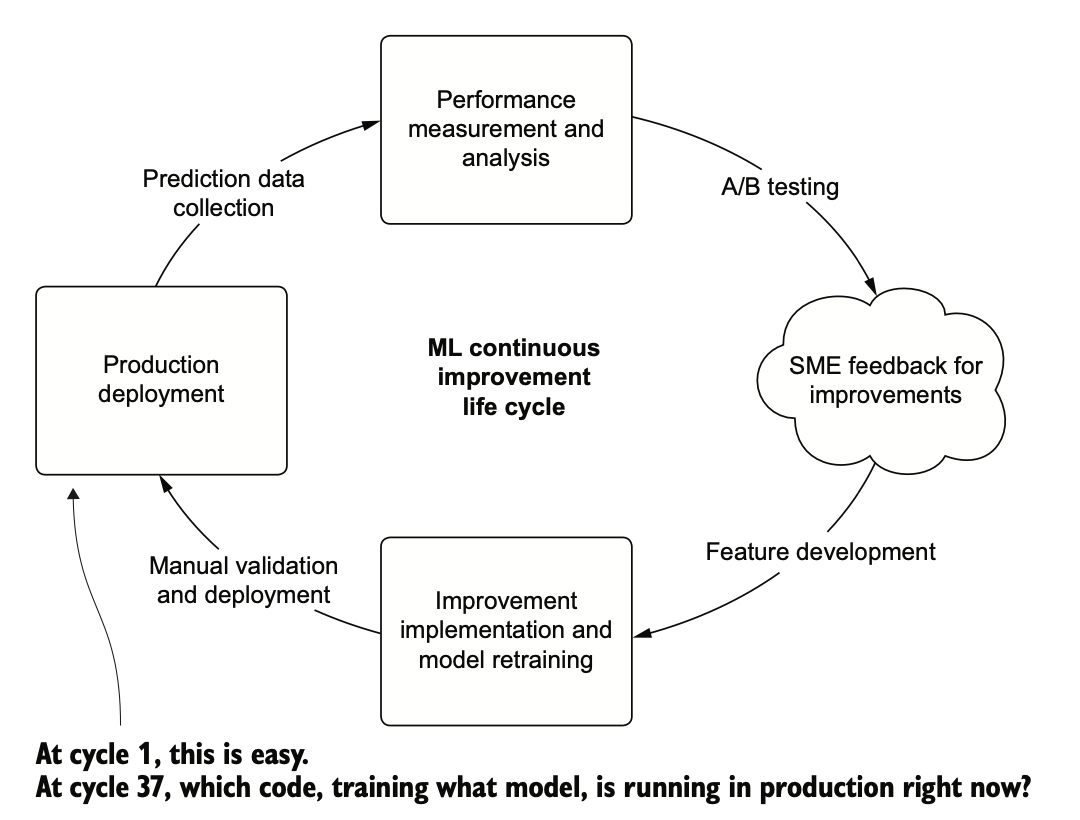 Performance
measurement and
analysis
Prediction data
collection
A/B testing
Production
deployment
ML continuous
improvement
life cycle
SME feedback for
improvements
Manual validation
and deployment
Improvement
implementation and
model retraining
Feature development
At cycle 1, this is easy.
At cycle 37, which code, training what model, is running in production right now?